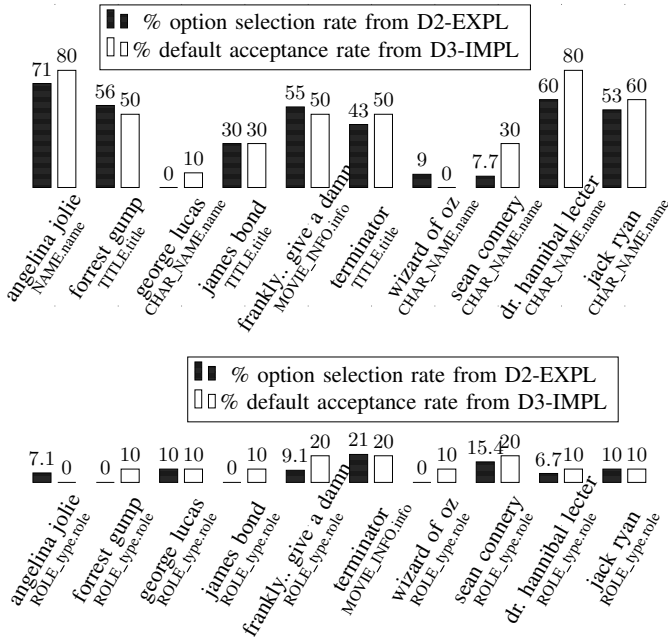 % option selection rate from D2-EXPL
% default acceptance rate from D3-IMPL
71 80 56 50 0 10 30 30 55 50 43 50 9 0 7.7 30 60 80 53 60
angelina jolie
NAME.name
forrest gump
TITLE.title
george lucas
CHAR_NAME.name
james bond
TITLE.title
frankly.. give a damn
MOVIE_INFO.info
terminator
TITLE.title
wizard of oz
CHAR_NAME.name
sean connery
CHAR_NAME.name
dr. hannibal lecter
CHAR_NAME.name
jack ryan
CHAR_NAME.name
% option selection rate from D2-EXPL
% default acceptance rate from D3-IMPL
7.1 0 0 10 10 10 0 10 9.1 20 21 20 0 10 15.4 20 6.7 10 10 10
angelina jolie
ROLE_type.role
forrest gump
ROLE_type.role
george lucas
ROLE_type.role
james bond
ROLE_type.role
frankly.. give a damn
ROLE_type.role
terminator
MOVIE_INFO.info
wizard of oz
ROLE_type.role
sean connery
ROLE_type.role
dr. hannibal lecter
ROLE_type.role
jack ryan
ROLE_type.role